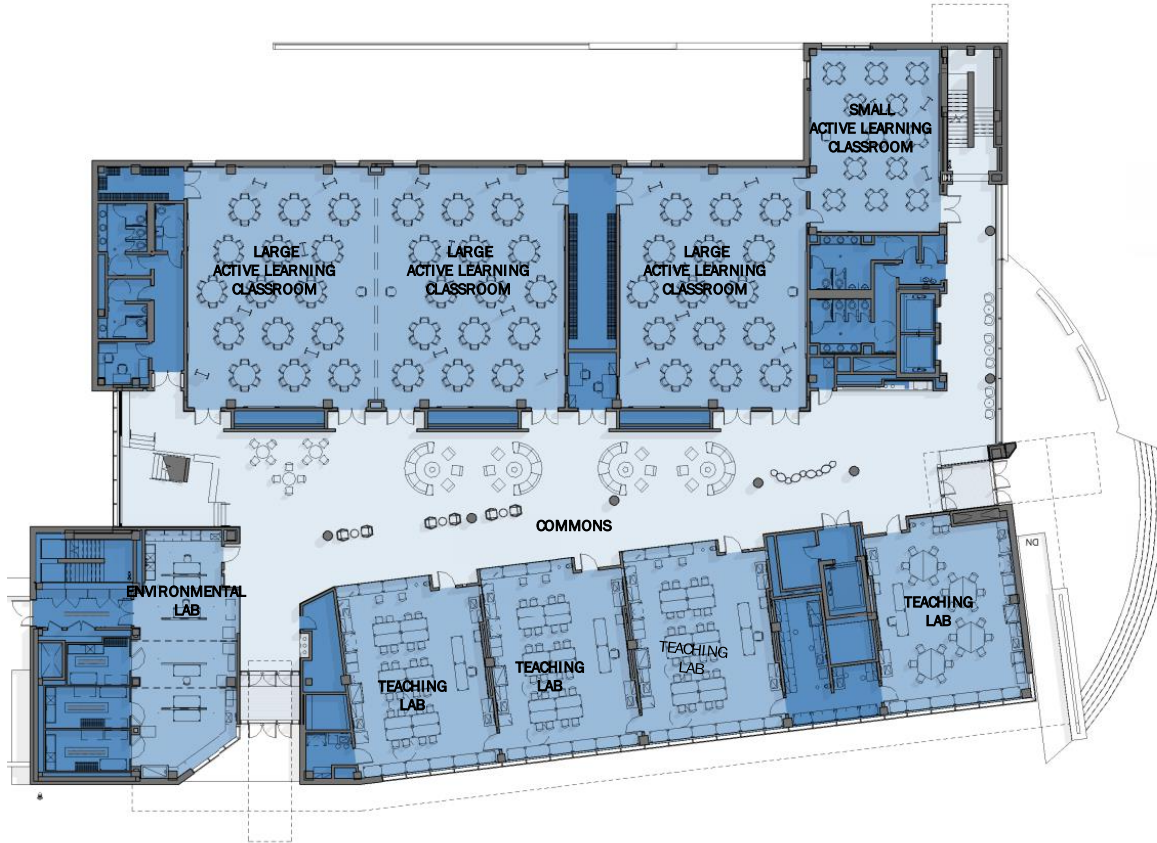 SMALL
ACTIVE LEARNING
CLASSROOM
LARGE
ACTIVE LEARNING
CLASSROOM
LARGE
ACTIVE LEARNING
CLASSROOM
LARGE
ACTIVE LEARNING
CLASSROOM
COMMONS
DN
ENVIRONMENTAL
LAB
TEACHING
LAB
TEACHING
LAB
TEACHING
LAB
TEACHING
LAB